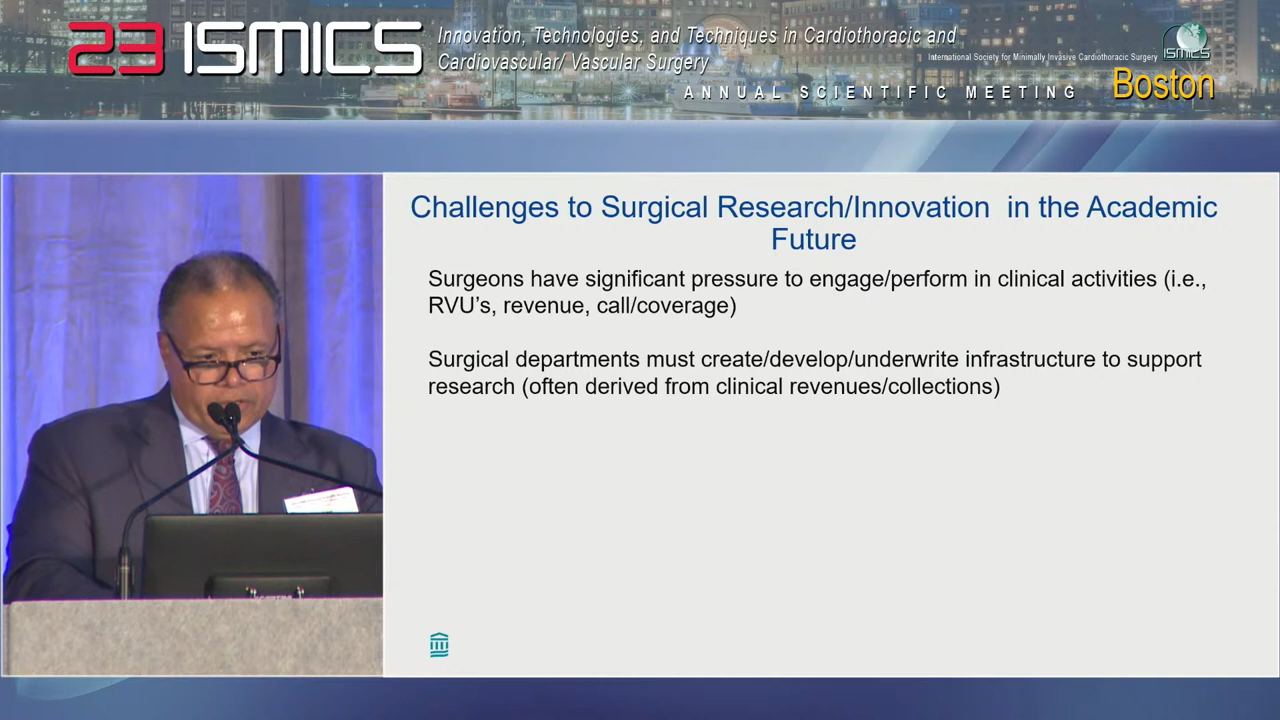 23 ISMICS
Innovation, Technologies, and Techniques in Cardiothoracic and
Cardiovascular/ Vascular Surgery
International Society for Minimally Invasive Cardiothoracic Surgery
ISMICS
Boston
ANNUAL SCIENTIFIC MEETING
Challenges to Surgical Research/Innovation in the Academic
Future
Surgeons have significant pressure to engage/perform in clinical activities (i.e.,
RVU's, revenue, call/coverage)
Surgical departments must create/develop/underwrite infrastructure to support
research (often derived from clinical revenues/collections)